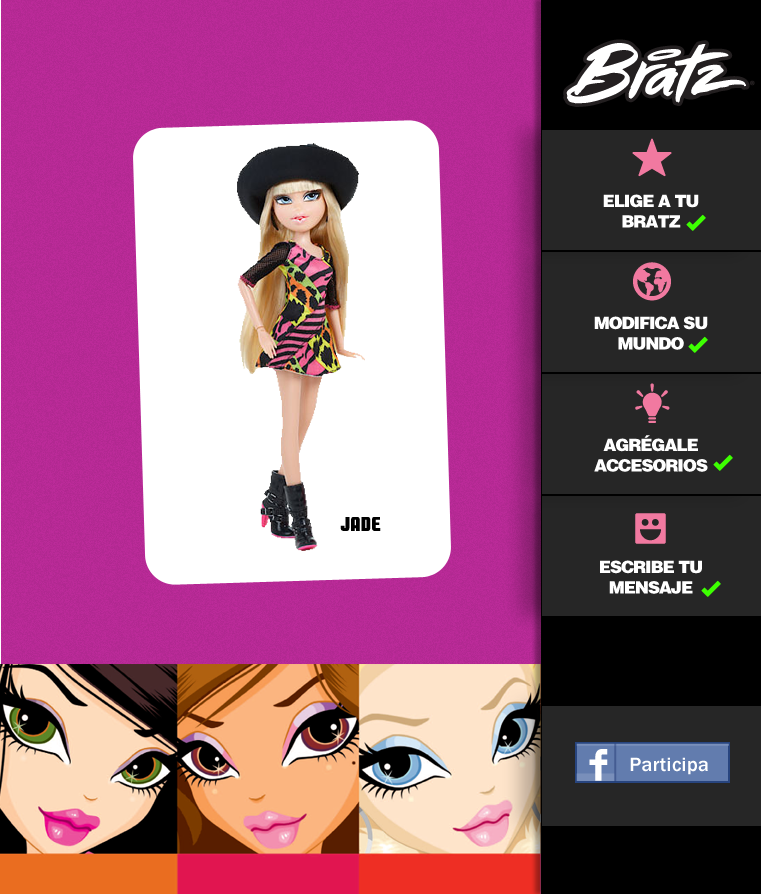 Bratz
ELIGE A TU
BRATZ
MODIFICA SU
MUNDO
AGRÉGALE
ACCESORIOS
ESCRIBE TU
MENSAJE
JADE
f Participa